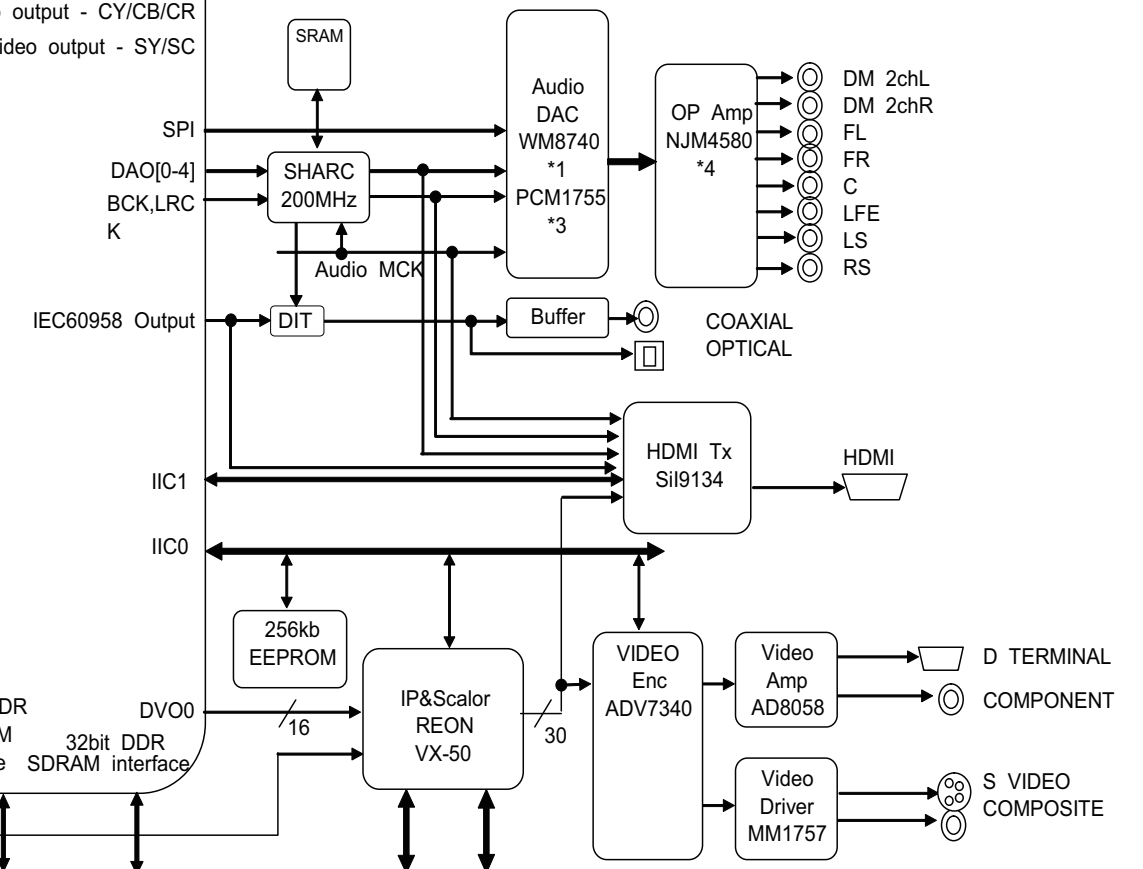 output - CY/CB/CR
output - SY/SC
SRAM
SPI
DAO[0-4]
BCK,LRC
K
SHARC
200MHz
Audio MCK
Audio
DAC
WM8740
*1
PCM1755
*3
OP Amp
NJM4580
*4
DM 2chL
DM 2chR
FL
FR
C
LFE
LS
RS
IEC60958 Output
DIT
Buffer
COAXIAL
OPTICAL
HDMI Tx
SiI9134
HDMI
IIC1
IIC0
256kb
EEPROM
IP&Scalor
REON
VX-50
VIDEO
Enc
ADV7340
Video
Amp
AD8058
D TERMINAL
COMPONENT
DVO0
16
30
32bit DDR
SDRAM interface
Video
Driver
MM1757
S VIDEO
COMPOSITE